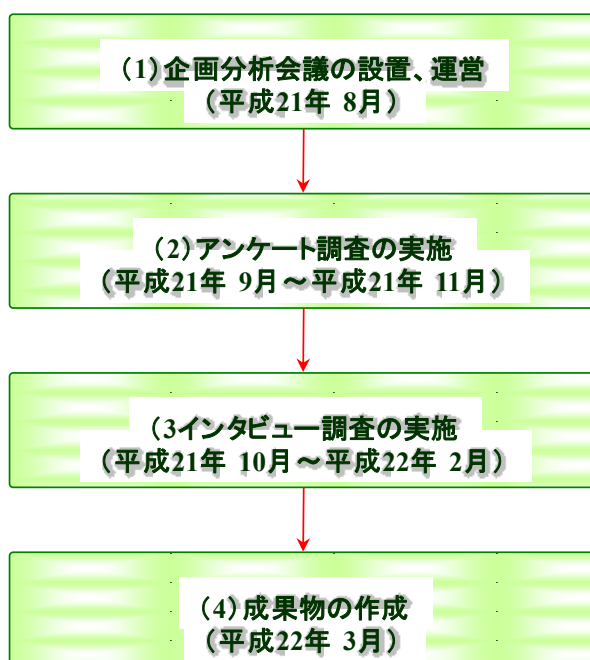 （1）企画分析会議の設置、運営
（平成21年 8月）
（2）アンケート調査の実施
（平成21年 9月～平成21年 11月）
（3インタビュー調査の実施
（平成21年 10月～平成22年 2月）
（4）成果物の作成
（平成22年 3月）